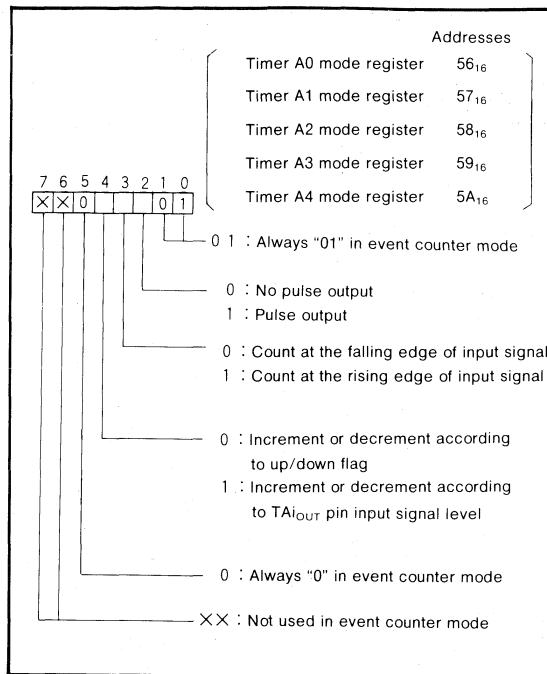 Addresses
Timer A0 mode register 56₁₆
Timer A1 mode register 57₁₆
Timer A2 mode register 58₁₆
Timer A3 mode register 59₁₆
Timer A4 mode register 5A₁₆
7 6 5 4 3 2 1 0
× × 0 0 1
0 1 : Always "01" in event counter mode
0 : No pulse output
1 : Pulse output
0 : Count at the falling edge of input signal
1 : Count at the rising edge of input signal
0 : Increment or decrement according
to up/down flag
1 : Increment or decrement according
to TAiOUT pin input signal level
0 : Always "0" in event counter mode
×× : Not used in event counter mode